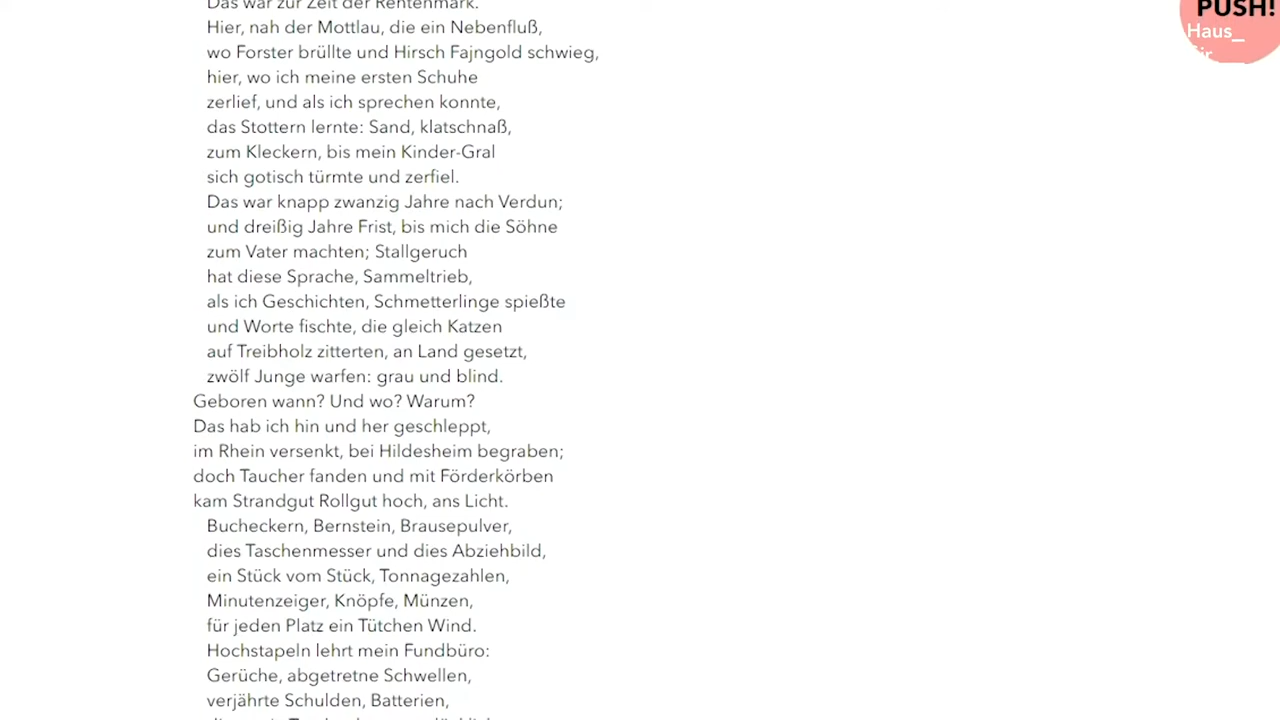 Das war zur Zeit der Rentenmark.
Hier, nah der Mottlau, die ein Nebenfluß,
wo Forster brüllte und Hirsch Fajngold schwieg,
hier, wo ich meine ersten Schuhe
zerlief, und als ich sprechen konnte,
das Stottern lernte: Sand, klatschnaß,
zum Kleckern, bis mein Kinder-Gral
sich gotisch türmte und zerfiel.
Das war knapp zwanzig Jahre nach Verdun;
und dreißig Jahre Frist, bis mich die Söhne
zum Vater machten; Stallgeruch
hat diese Sprache, Sammeltrieb,
als ich Geschichten, Schmetterlinge spießte
und Worte fischte, die gleich Katzen
auf Treibholz zitterten, an Land gesetzt,
zwölf Junge warfen: grau und blind.
Geboren wann? Und wo? Warum?
Das hab ich hin und her geschleppt,
im Rhein versenkt, bei Hildesheim begraben;
doch Taucher fanden und mit Förderkörben
kam Strandgut Rollgut hoch, ans Licht.
Bucheckern, Bernstein, Brausepulver,
dies Taschenmesser und dies Abziehbild,
ein Stück vom Stück, Tonnagezahlen,
Minutenzeiger, Knöpfe, Münzen,
für jeden Platz ein Tütchen Wind.
Hochstapeln lehrt mein Fundbüro:
Gerüche, abgetretne Schwellen,
verjährte Schulden, Batterien,
PUSH!
Haus_